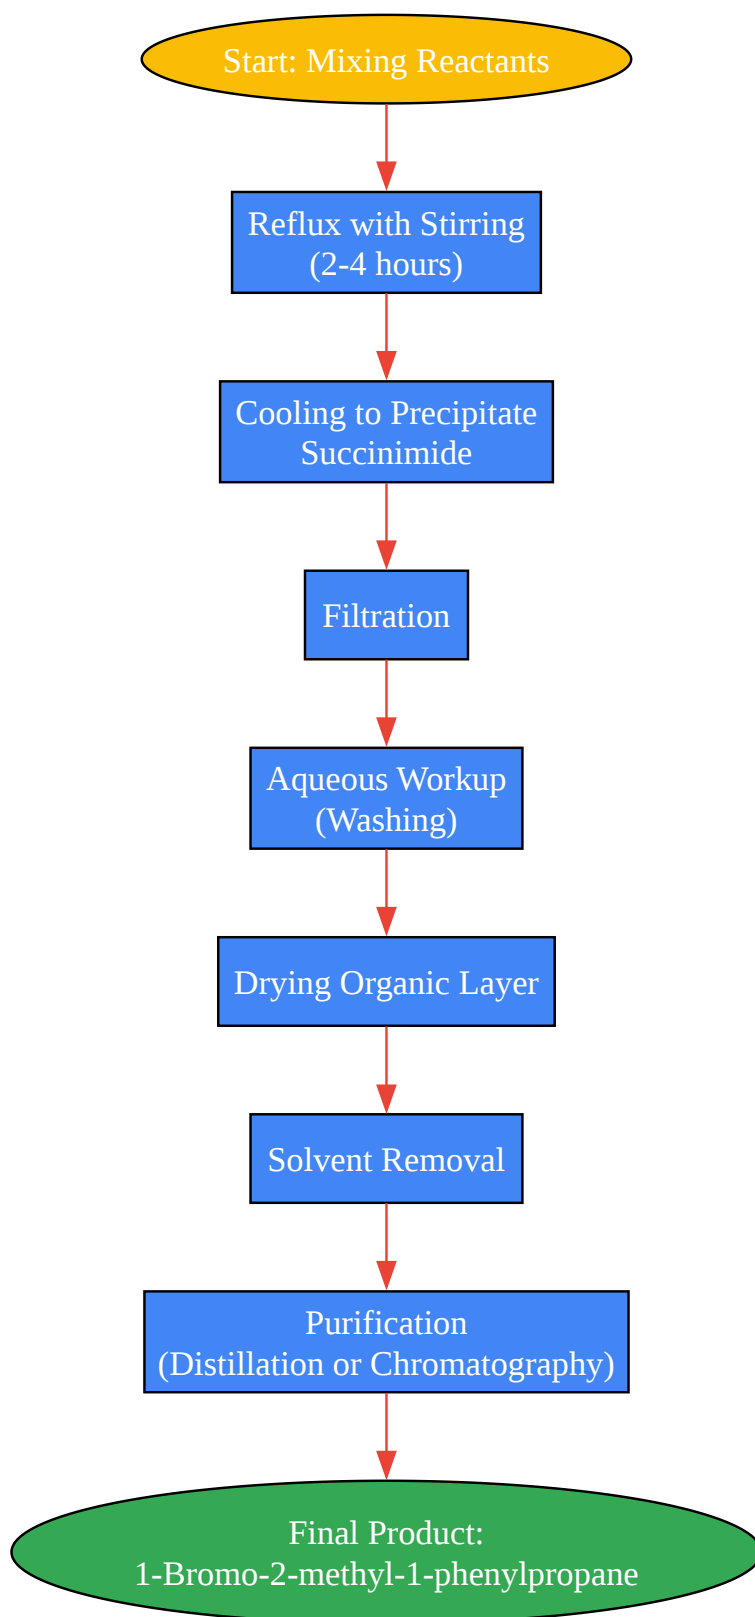 Start: Mixing Reactants
Reflux with Stirring
(2-4 hours)
Cooling to Precipitate
Succinimide
Filtration
Aqueous Workup
(Washing)
Drying Organic Layer
Solvent Removal
Purification
(Distillation or Chromatography)
Final Product:
1-Bromo-2-methyl-1-phenylpropane